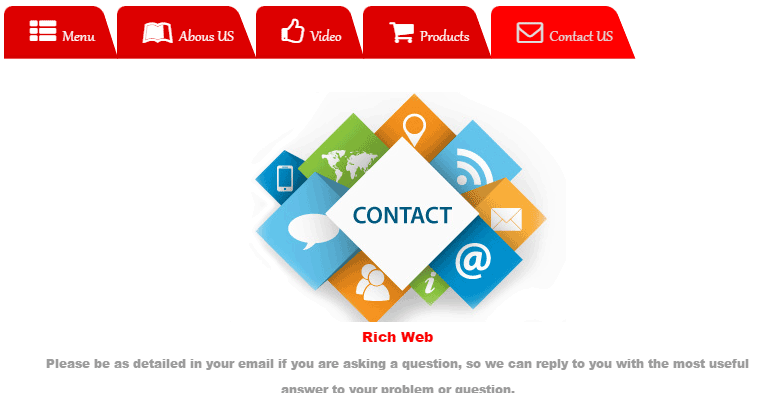 Menu
Abous US
Video
Products
Contact US
CONTACT
@
i
Rich Web
Please be as detailed in your email if you are asking a question, so we can reply to you with the most useful
answer to your problem or question.